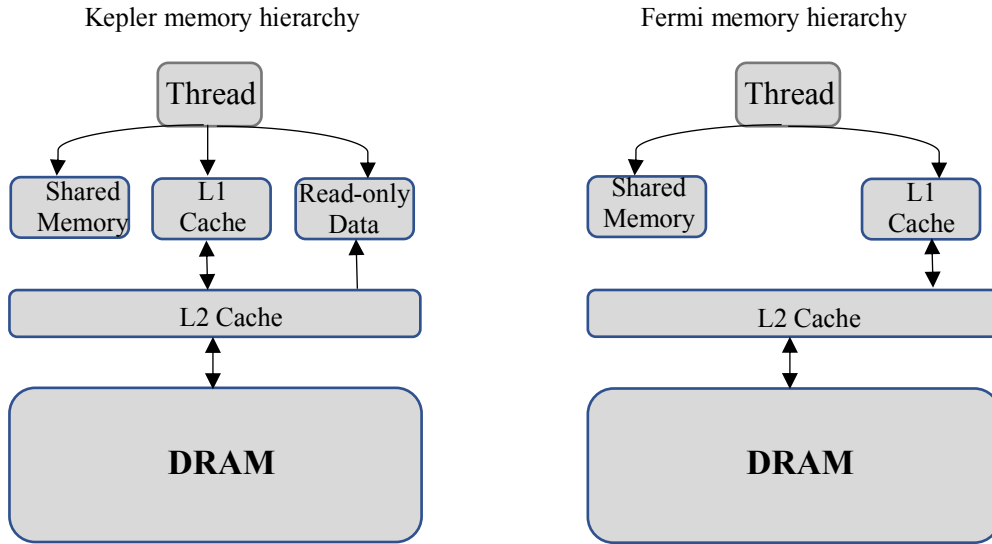 Kepler memory hierarchy
Thread
Shared
Memory
L1
Cache
Read-only
Data
L2 Cache
DRAM
Fermi memory hierarchy
Thread
Shared
Memory
L1
Cache
L2 Cache
DRAM